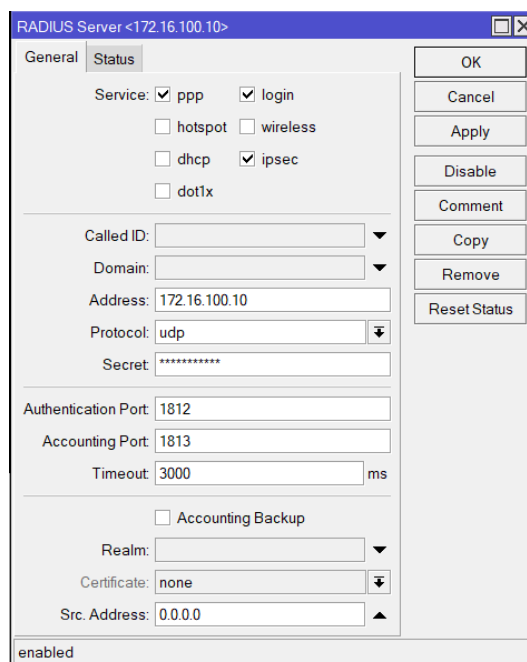 RADIUS Server <172.16.100.10>
General Status
OK
Service: ppp login
Cancel
hotspot wireless
Apply
dhcp ipsec
Disable
dot1x
Comment
Called ID:
Copy
Domain:
Remove
Address: 172.16.100.10
Reset Status
Protocol: udp
Secret: ***********
Authentication Port: 1812
Accounting Port: 1813
Timeout: 3000 ms
Accounting Backup
Realm:
Certificate: none
Src. Address: 0.0.0.0
enabled